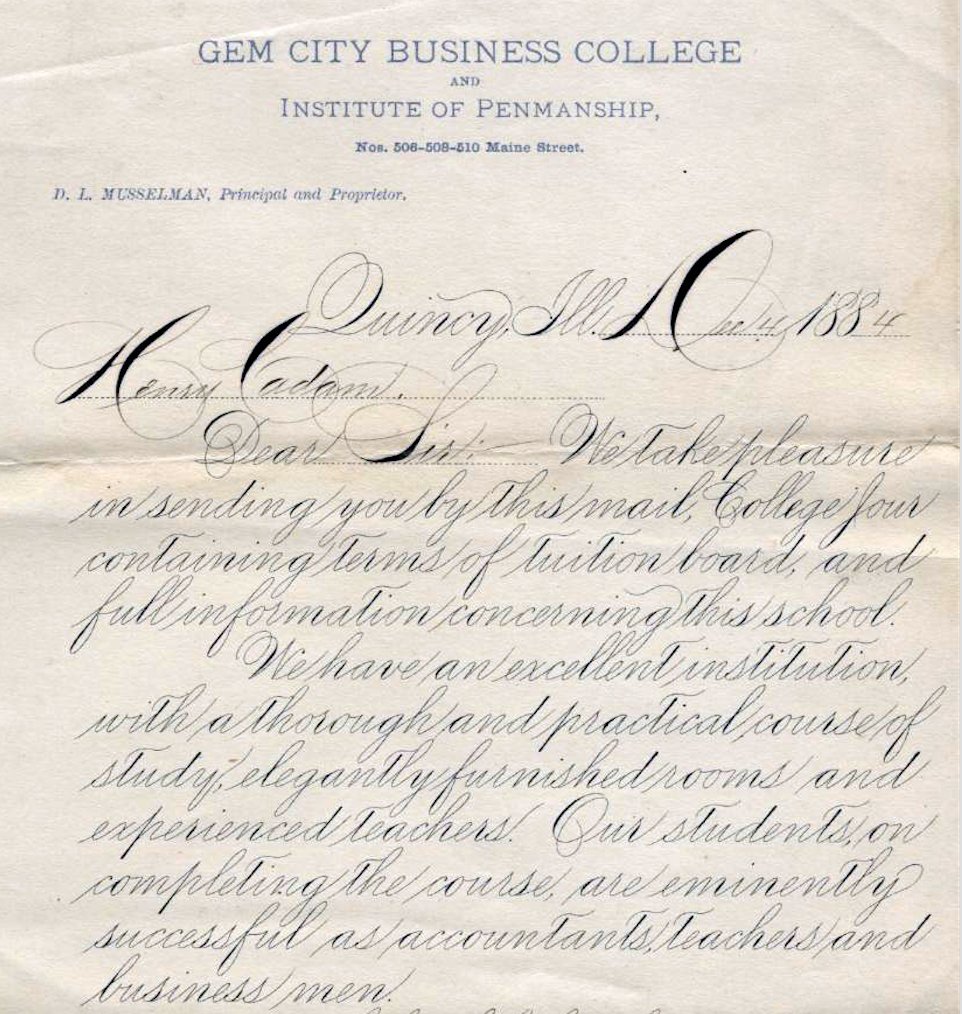 GEM CITY BUSINESS COLLEGE
AND
INSTITUTE OF PENMANSHIP,
Nos. 506-508-510 Maine Street.
D. L. MUSSELMAN, Principal and Proprietor.
Quincy, Ill. Dec 4, 1884
Henry Cadam.
Dear Sir:— We take pleasure
in sending you by this mail, College Jour
containing terms of tuition board, and
full information concerning this school.
We have an excellent institution,
with a thorough and practical course of
study, elegantly furnished rooms and
experienced teachers. Our students, on
completing the course, are eminently
successful as accountants, teachers and
business men.